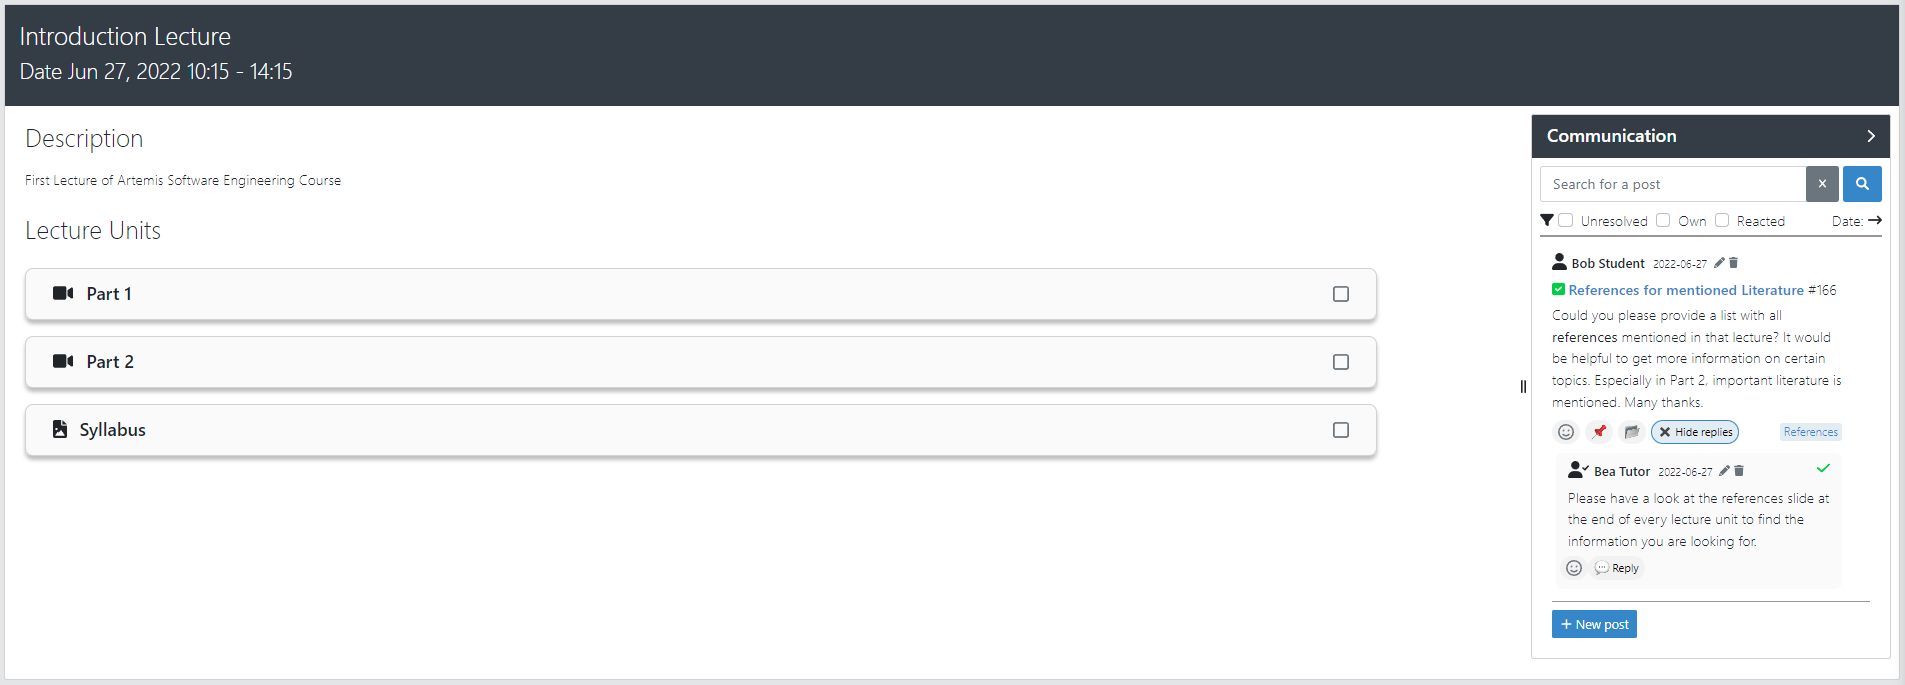 Introduction Lecture
Date Jun 27, 2022 10:15 - 14:15
Description
First Lecture of Artemis Software Engineering Course
Lecture Units
Part 1
Part 2
Syllabus
Communication
Search for a post
x
Unresolved Own Reacted Date:
Bob Student 2022-06-27
References for mentioned Literature #166
Could you please provide a list with all
references mentioned in that lecture? It would
be helpful to get more information on certain
topics. Especially in Part 2, important literature is
mentioned. Many thanks.
Hide replies References
Bea Tutor 2022-06-27
Please have a look at the references slide at
the end of every lecture unit to find the
information you are looking for.
Reply
+ New post